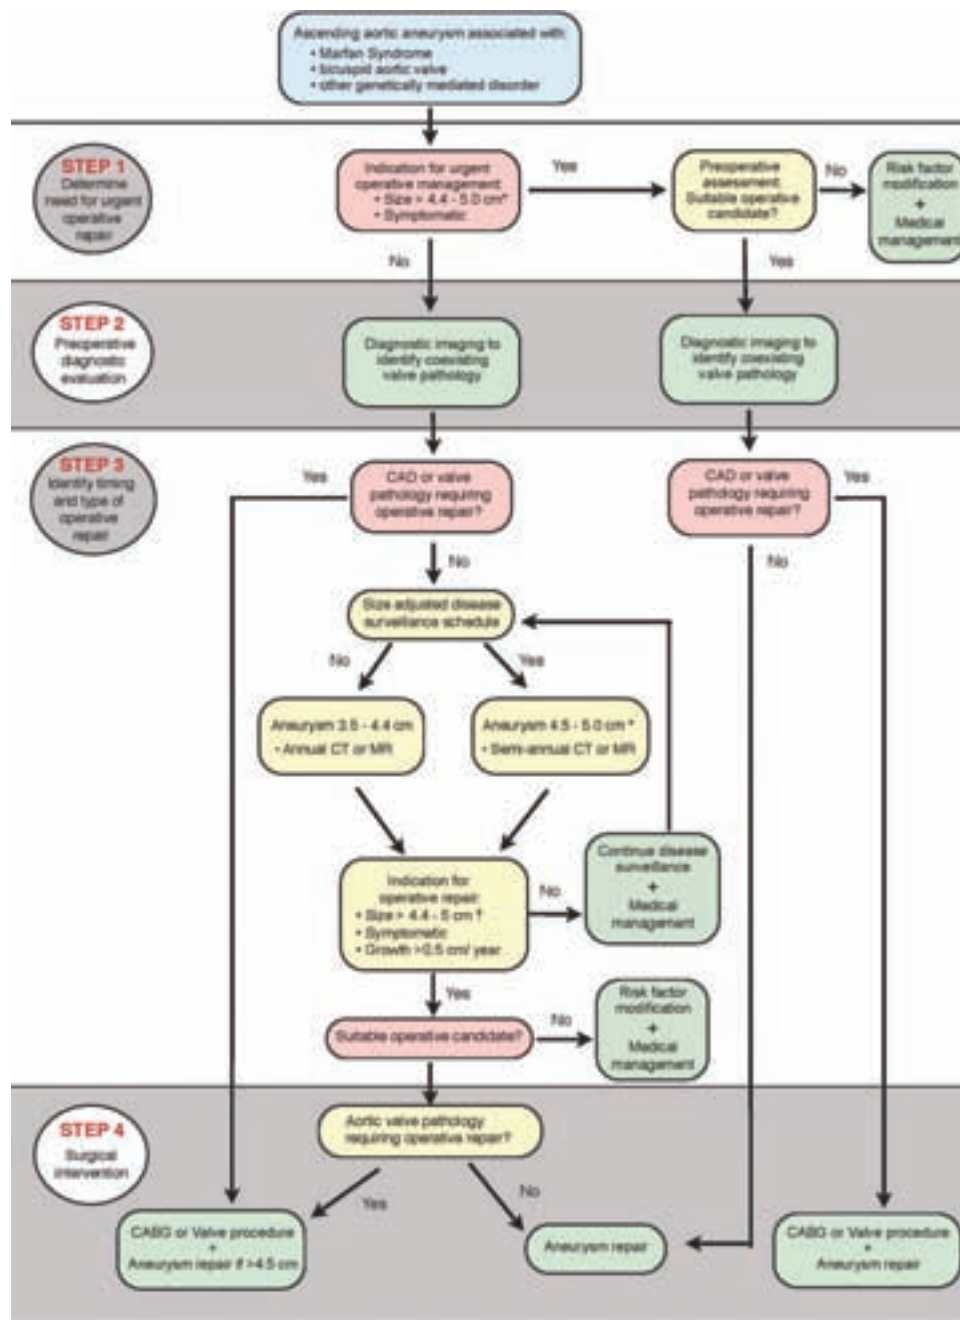 Ascending aortic aneurysm associated with:
• Marfan Syndrome
• bicuspid aortic valve
• other genetically mediated disorder
STEP 1
Determine
need for urgent
operative
repair
Indication for urgent
operative management:
• Size > 4.4 - 5.0 cm*
• Symptomatic
Yes
Preoperative
assessment:
Suitable operative
candidate?
No
Risk factor
modification
+
Medical
management
No
Yes
STEP 2
Preoperative
diagnostic
evaluation
Diagnostic imaging to
identify coexisting
valve pathology
Diagnostic imaging to
identify coexisting
valve pathology
STEP 3
Identify timing
and type of
operative
repair
Yes
CAD or valve
pathology requiring
operative repair?
CAD or valve
pathology requiring
operative repair?
Yes
No
No
Size adjusted disease
surveillance schedule
No
Yes
Aneurysm 3.5 - 4.4 cm
• Annual CT or MR
Aneurysm 4.5 - 5.0 cm *
• Semi-annual CT or MR
Indication for
operative repair:
• Size > 4.4 - 5 cm †
• Symptomatic
• Growth >0.5 cm/ year
No
Continue disease
surveillance
+
Medical
management
Yes
Suitable operative candidate?
No
Risk factor
modification
+
Medical
management
STEP 4
Surgical
intervention
Aortic valve pathology
requiring operative repair?
Yes
No
CABG or Valve procedure
+
Aneurysm repair if >4.5 cm
Aneurysm repair
CABG or Valve procedure
+
Aneurysm repair